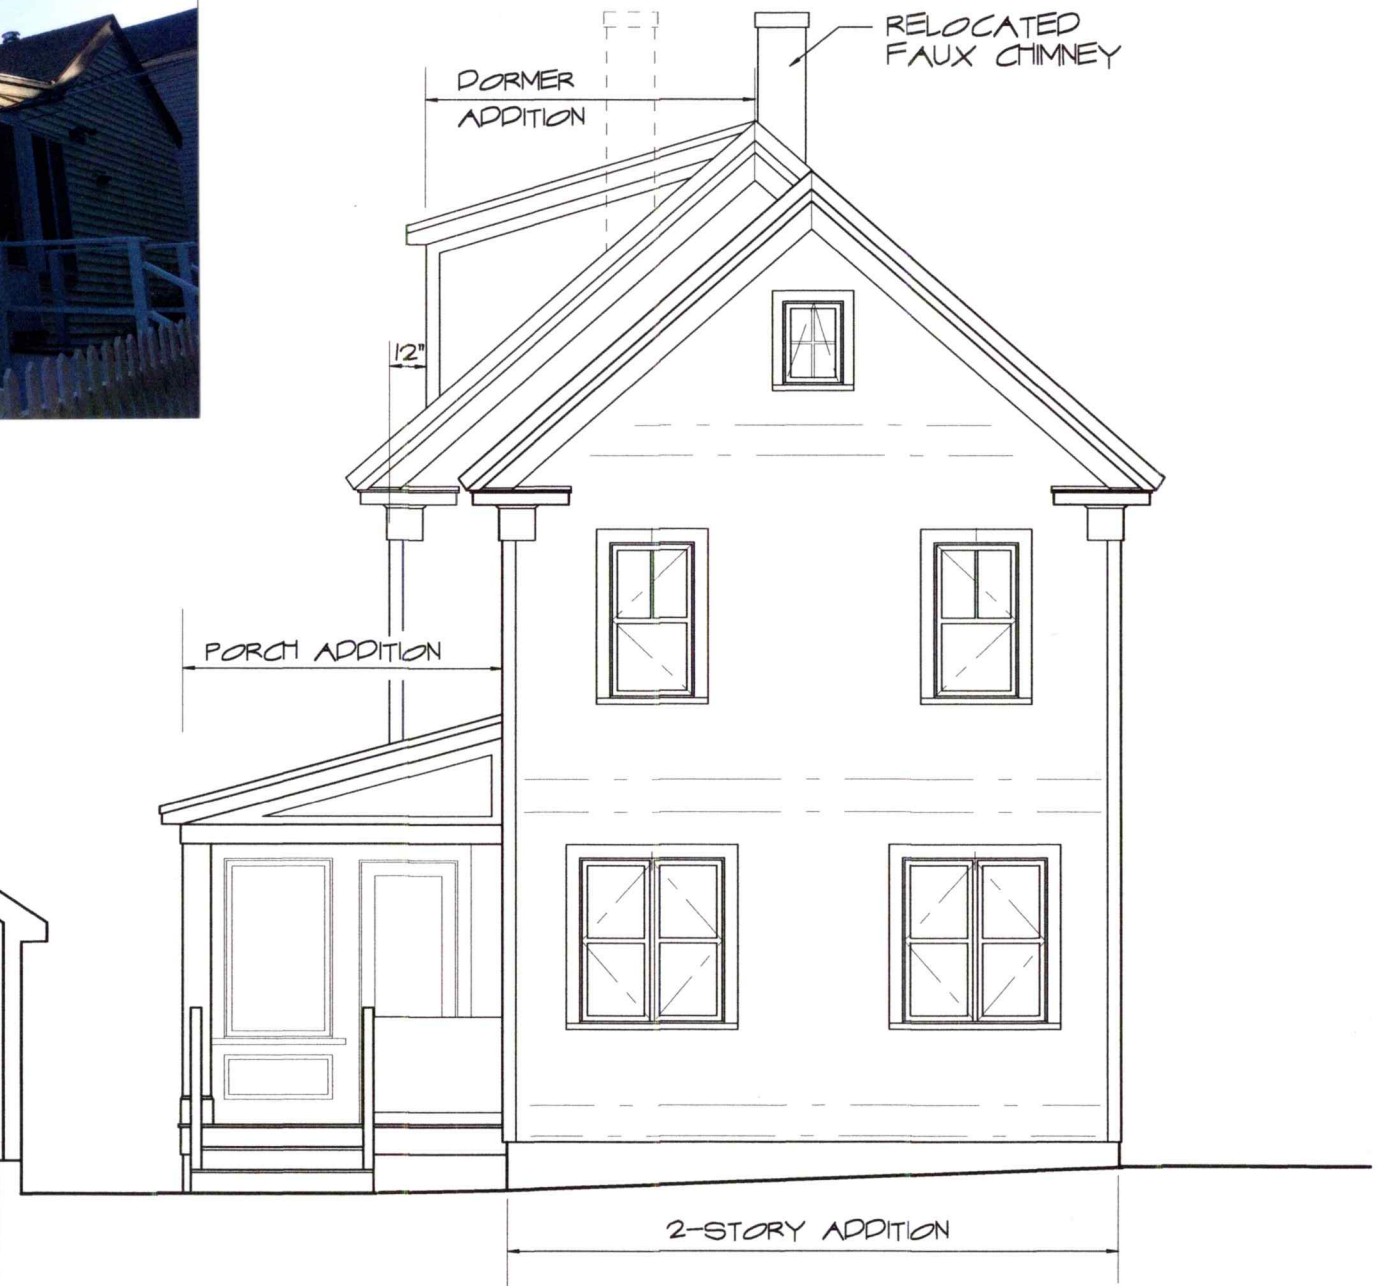 RELOCATED
FAUX CHIMNEY
DORMER
ADDITION
12"
PORCH ADDITION
2-STORY ADDITION